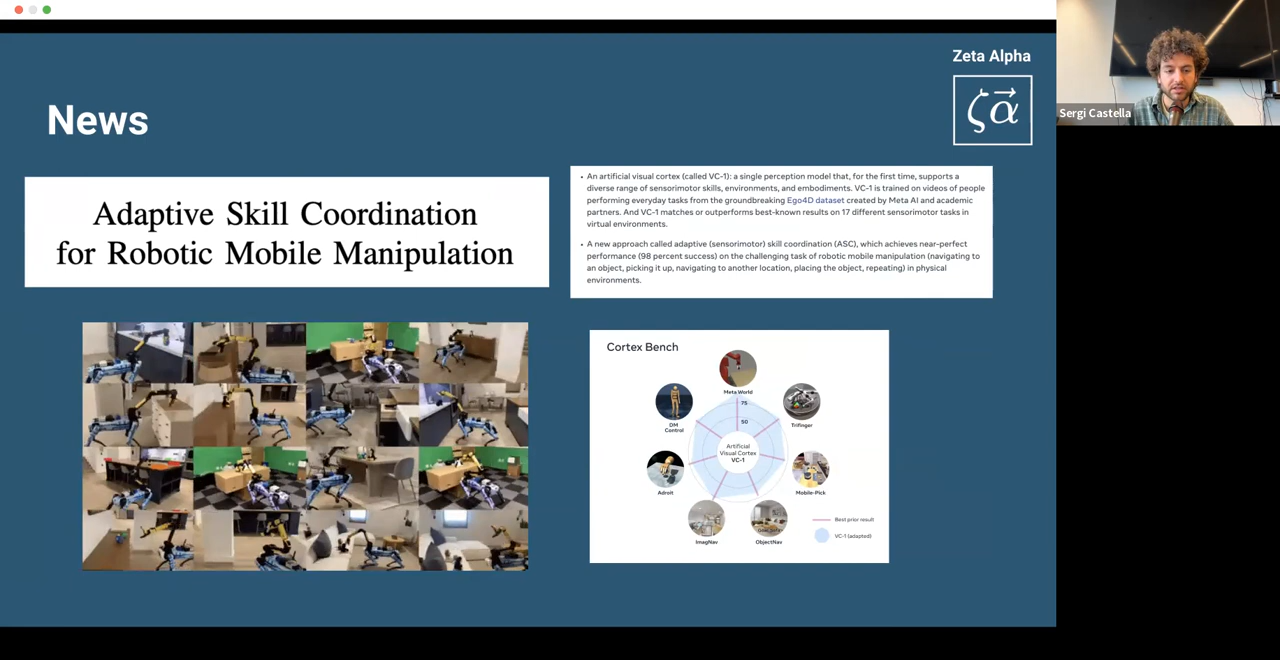 Zeta Alpha
ζα
News
Sergi Castella
Adaptive Skill Coordination
for Robotic Mobile Manipulation
• An artificial visual cortex (called VC-1): a single perception model that, for the first time, supports a
diverse range of sensorimotor skills, environments, and embodiments. VC-1 is trained on videos of people
performing everyday tasks from the groundbreaking Ego4D dataset created by Meta AI and academic
partners. And VC-1 matches or outperforms best-known results on 17 different sensorimotor tasks in
virtual environments.
• A new approach called adaptive (sensorimotor) skill coordination (ASC), which achieves near-perfect
performance (98 percent success) on the challenging task of robotic mobile manipulation (navigating to
an object, picking it up, navigating to another location, placing the object, repeating) in physical
environments.
Cortex Bench
Meta World
75
50
DM
Control
Trifinger
Artificial
Visual Cortex
VC-1
Adroit
Mobile-Pick
ImagNav
ObjectNav
Best prior result
VC-1 (adapted)